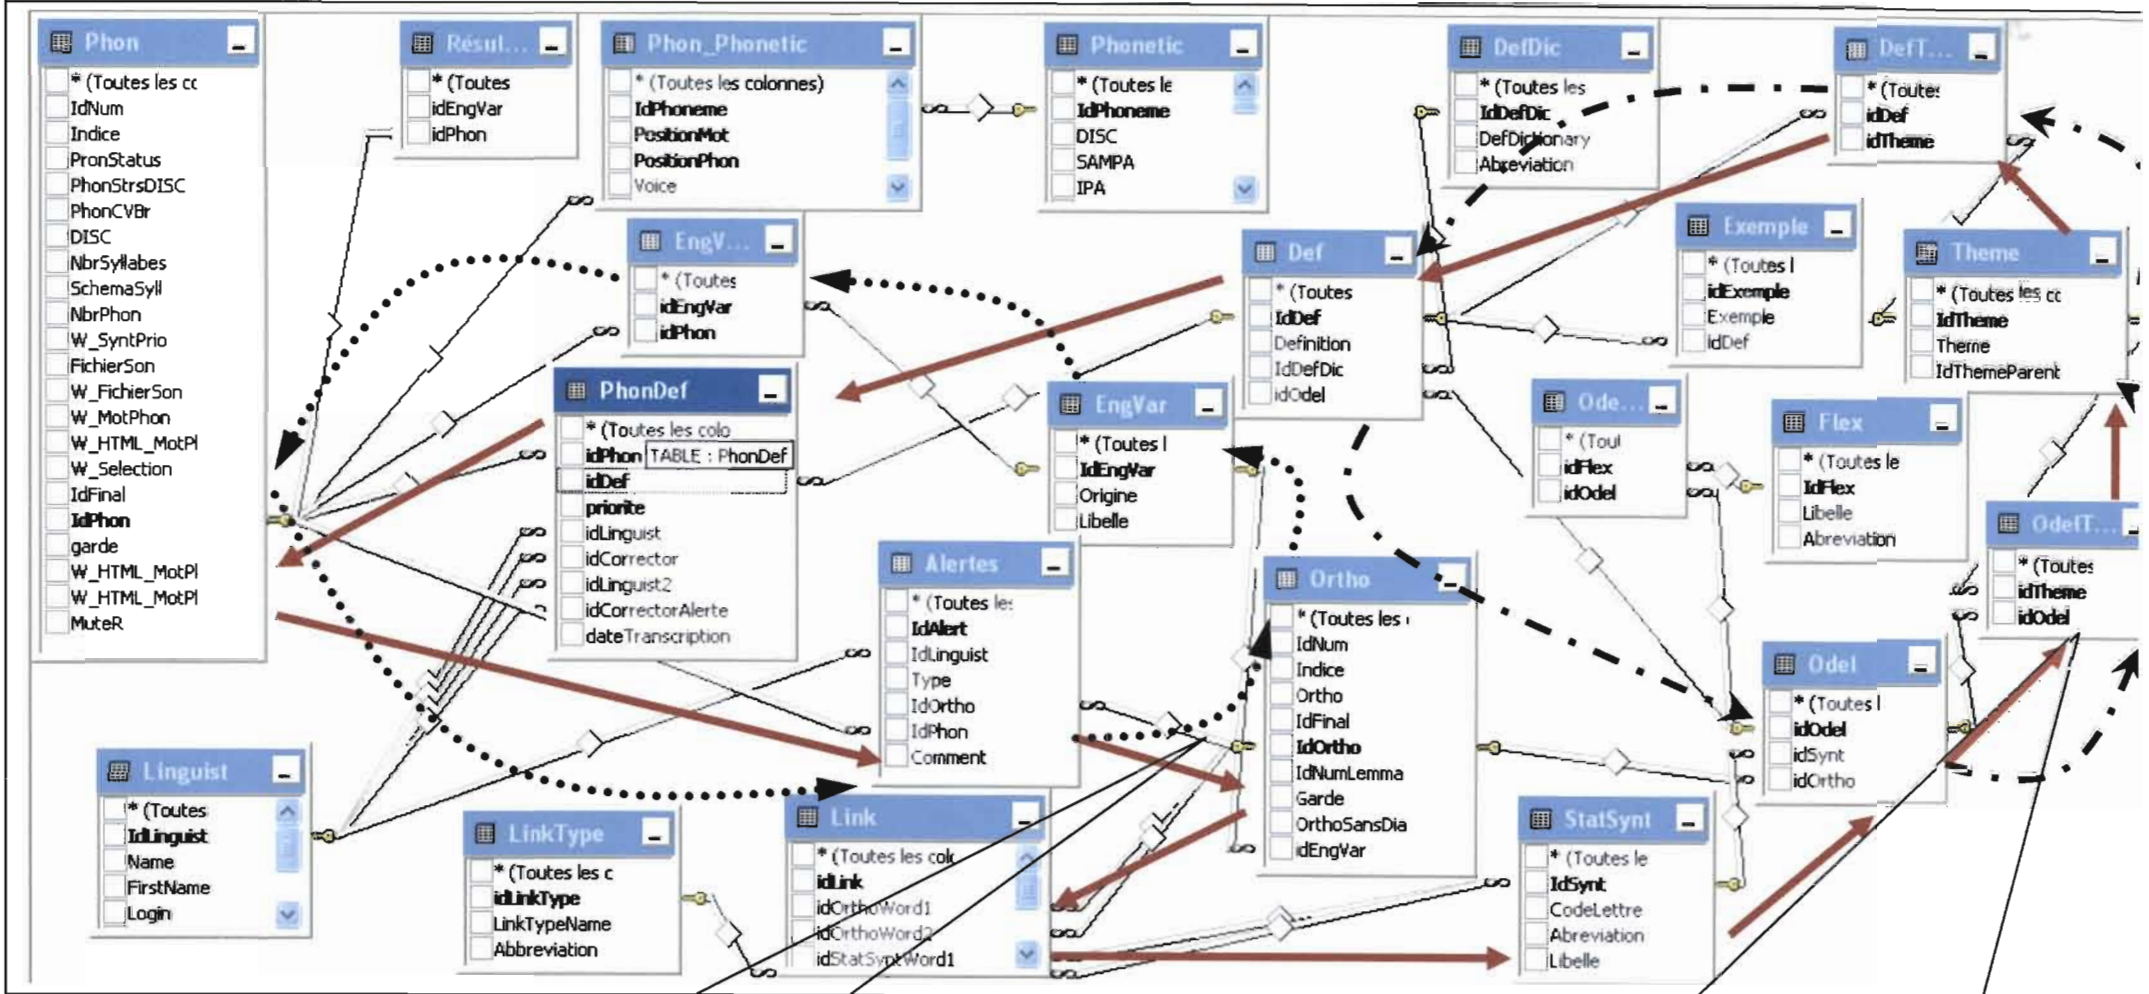 Phon
* (Toutes les cc
IdNum
Indice
PronStatus
PhonStrsDISC
PhonCVBr
DISC
NbrSyllabes
SchemaSyll
NbrPhon
W_SyntPrio
FichierSon
W_FichierSon
W_MotPhon
W_HTML_MotPl
W_Selection
IdFinal
IdPhon
garde
W_HTML_MotPl
W_HTML_MotPl
MuteR
Résul...
* (Toutes
idEngVar
idPhon
Phon_Phonetic
* (Toutes les colonnes)
IdPhoneme
PositionMot
PositionPhon
Voice
Phonetic
* (Toutes le
IdPhoneme
DISC
SAMPA
IPA
DefDic
* (Toutes les
IdDefDic
DefDictionary
Abreviation
DefT...
* (Toutes
idDef
idTheme
EngV...
* (Toutes
idEngVar
idPhon
Def
* (Toutes
IdDef
Definition
IdDefDic
idOdel
Exemple
* (Toutes l
idExemple
Exemple
idDef
Theme
* (Toutes les cc
IdTheme
Theme
IdThemeParent
PhonDef
* (Toutes les colo
idPhon
TABLE : PhonDef
idDef
priorite
idLinguist
idCorrector
idLinguist2
idCorrectorAlerte
dateTranscription
EngVar
* (Toutes l
IdEngVar
Origine
Libelle
Ode...
* (Toul
idFlex
idOdel
Flex
* (Toutes le
IdFlex
Libelle
Abreviation
OdelT...
* (Toutes
idTheme
idOdel
Alertes
* (Toutes les
IdAlert
IdLinguist
Type
IdOrtho
IdPhon
Comment
Ortho
* (Toutes les
IdNum
Indice
Ortho
IdFinal
IdOrtho
IdNumLemma
Garde
OrthoSansDia
idEngVar
Odel
* (Toutes l
idOdel
idSynt
idOrtho
Linguist
* (Toutes
IdLinguist
Name
FirstName
Login
LinkType
* (Toutes les c
idLinkType
LinkTypeName
Abbreviation
Link
* (Toutes les colc
idLink
idOrthoWord1
idOrthoWord2
idStatSyntWord1
StatSynt
* (Toutes le
IdSynt
CodeLettre
Abreviation
Libelle